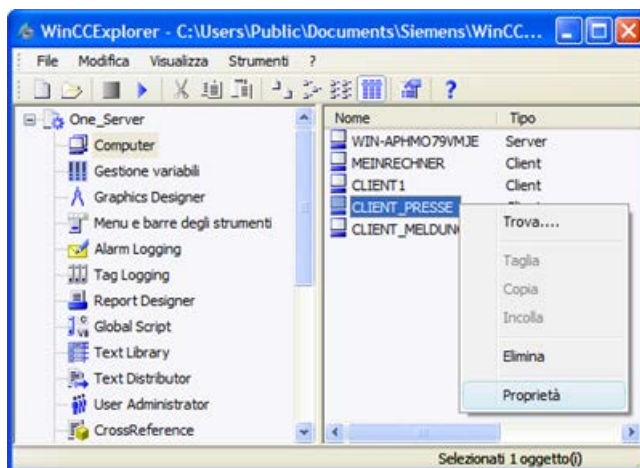 WinCCExplorer - C:\Users\Public\Documents\Siemens\WinCC...
File Modifica Visualizza Strumenti ?
One_Server
Computer
Gestione variabili
Graphics Designer
Menu e barre degli strumenti
Alarm Logging
Tag Logging
Report Designer
Global Script
Text Library
Text Distributor
User Administrator
CrossReference
Nome Tipo
WIN-APHMO79VMJE Server
MEINRECHNER Client
CLIENT1 Client
CLIENT_PRESSE
CLIENT_MELDUNG
Trova....
Taglia
Copia
Incolla
Elimina
Proprietà
Selezionati 1 oggetto(i)